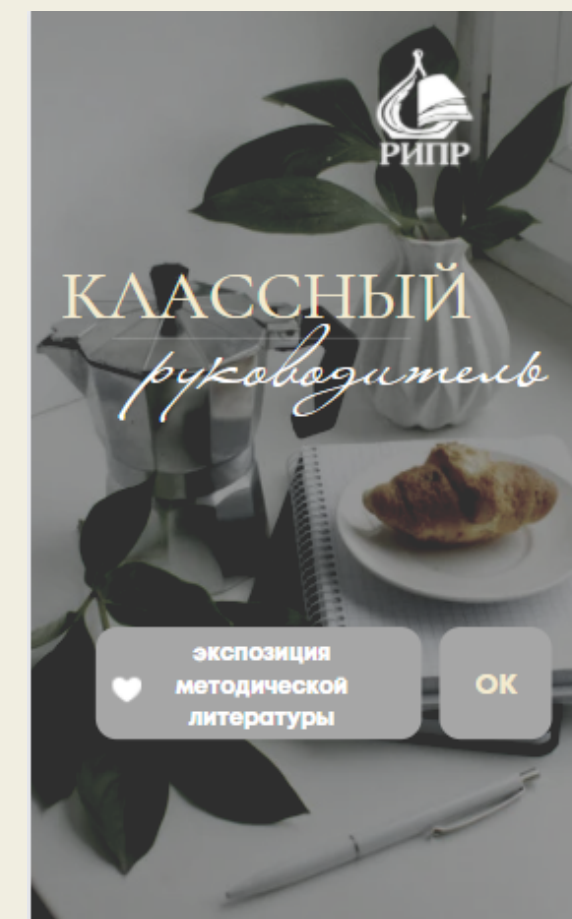 РИПР
КЛАССНЫЙ
руководитель
экспозиция
методической
литературы
ОК